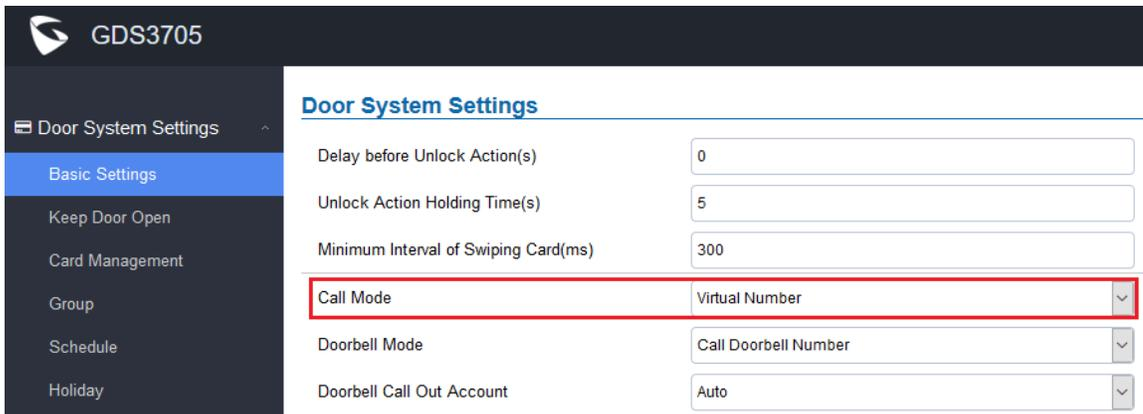 GDS3705
Door System Settings
Basic Settings
Keep Door Open
Card Management
Group
Schedule
Holiday
Door System Settings
Delay before Unlock Action(s) 0
Unlock Action Holding Time(s) 5
Minimum Interval of Swiping Card(ms) 300
Call Mode Virtual Number
Doorbell Mode Call Doorbell Number
Doorbell Call Out Account Auto